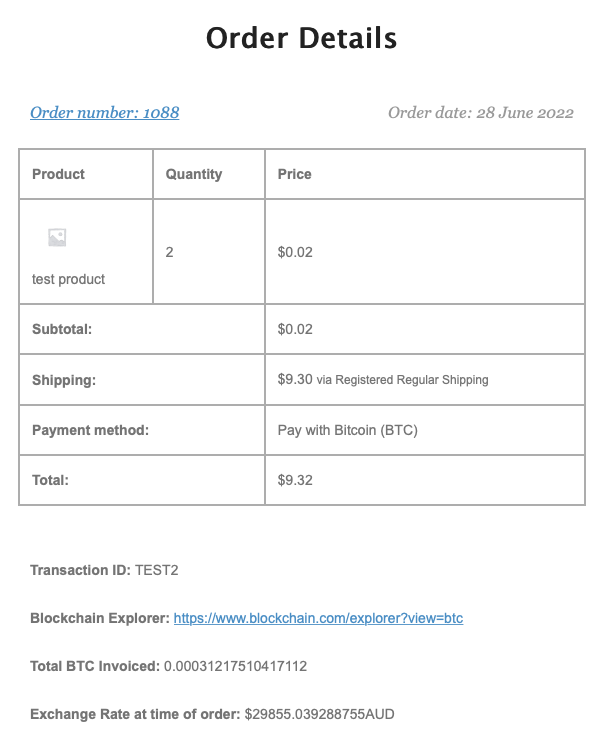 Order Details
Order number: 1088 Order date: 28 June 2022
Product Quantity Price
test product 2 $0.02
Subtotal: $0.02
Shipping: $9.30 via Registered Regular Shipping
Payment method: Pay with Bitcoin (BTC)
Total: $9.32
Transaction ID: TEST2
Blockchain Explorer: https://www.blockchain.com/explorer?view=btc
Total BTC Invoiced: 0.00031217510417112
Exchange Rate at time of order: $29855.039288755AUD